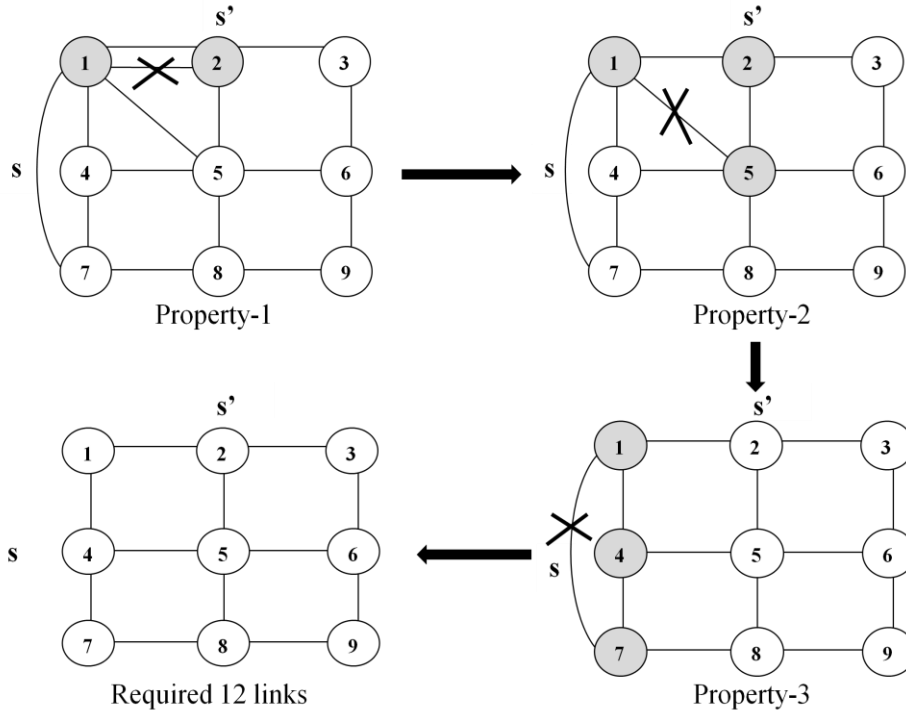 s’ s’
1 2 3 1 2 3
s 4 5 6 s 4 5 6
7 8 9 7 8 9
Property-1 Property-2
s’ s’
1 2 3 1 2 3
s 4 5 6 s 4 5 6
7 8 9 7 8 9
Required 12 links Property-3